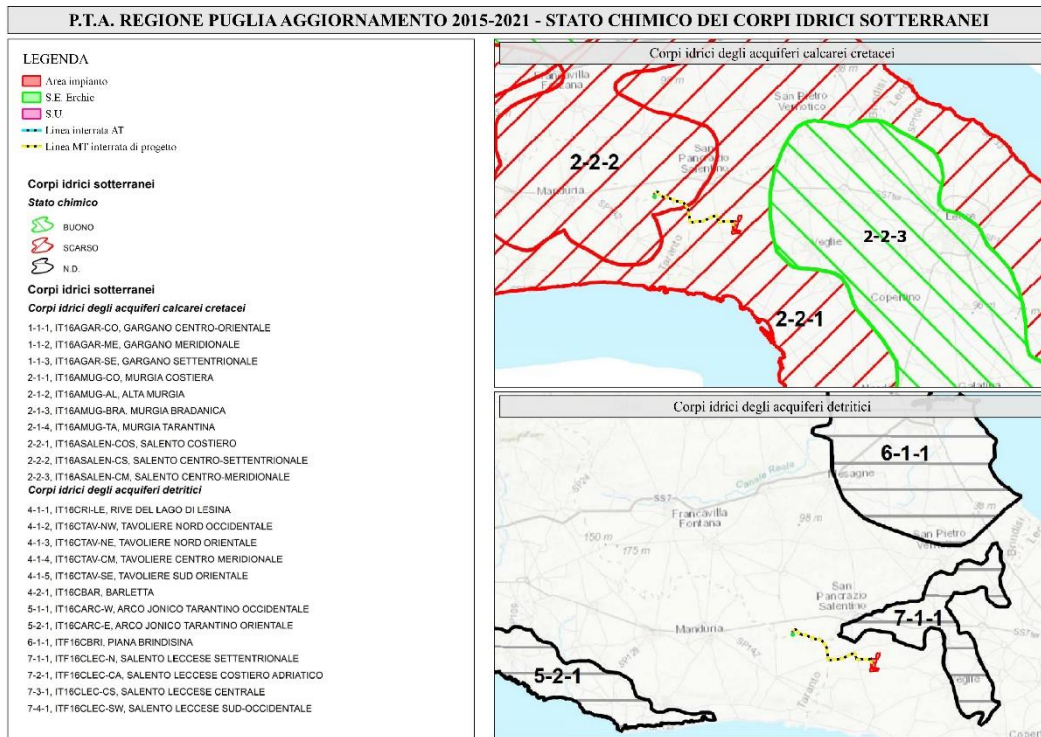 P.T.A. REGIONE PUGLIA AGGIORNAMENTO 2015-2021 - STATO CHIMICO DEI CORPI IDRICI SOTTERRANEI
LEGENDA
Area impianto
S.E. Erchie
S.U.
Linea interrata AT
Linea MT interrata di progetto
Corpi idrici sotterranei
Stato chimico
BUONO
SCARSO
N.D.
Corpi idrici sotterranei
Corpi idrici degli acquiferi calcarei cretacei
1-1-1, IT16AGAR-CO, GARGANO CENTRO-ORIENTALE
1-1-2, IT16AGAR-ME, GARGANO MERIDIONALE
1-1-3, IT16AGAR-SE, GARGANO SETTENTRIONALE
2-1-1, IT16AMUG-CO, MURGIA COSTIERA
2-1-2, IT16AMUG-AL, ALTA MURGIA
2-1-3, IT16AMUG-BRA, MURGIA BRADANICA
2-1-4, IT16AMUG-TA, MURGIA TARANTINA
2-2-1, IT16ASALEN-COS, SALENTO COSTIERO
2-2-2, IT16ASALEN-CS, SALENTO CENTRO-SETTENTRIONALE
2-2-3, IT16ASALEN-CM, SALENTO CENTRO-MERIDIONALE
Corpi idrici degli acquiferi detritici
4-1-1, IT16CRI-LE, RIVE DEL LAGO DI LESINA
4-1-2, IT16CTAV-NW, TAVOLIERE NORD OCCIDENTALE
4-1-3, IT16CTAV-NE, TAVOLIERE NORD ORIENTALE
4-1-4, IT16CTAV-CM, TAVOLIERE CENTRO MERIDIONALE
4-1-5, IT16CTAV-SE, TAVOLIERE SUD ORIENTALE
4-2-1, IT16CBAR, BARLETTA
5-1-1, IT16CARC-W, ARCO JONICO TARANTINO OCCIDENTALE
5-2-1, IT16CARC-E, ARCO JONICO TARANTINO ORIENTALE
6-1-1, ITF16CBRI, PIANA BRINDISINA
7-1-1, ITF16CLEC-N, SALENTO LECCESE SETTENTRIONALE
7-2-1, ITF16CLEC-CA, SALENTO LECCESE COSTIERO ADRIATICO
7-3-1, IT16CLEC-CS, SALENTO LECCESE CENTRALE
7-4-1, ITF16CLEC-SW, SALENTO LECCESE SUD-OCCIDENTALE
Corpi idrici degli acquiferi calcarei cretacei
Francavilla
Fontana
San Pietro
Vernotico
Brindisi
Lecce
San
Pancrazio
Salentino
2-2-2
Manduria
Lecce
Veglie
2-2-3
Taranto
Copertino
2-2-1
Galatina
Corpi idrici degli acquiferi detritici
6-1-1
Mesagne
Canale Reale
SS7
Francavilla
Fontana
98 m
38 m
150 m
175 m
San Pietro
Vernotico
Brindisi
Lecce
San
Pancrazio
Salentino
7-1-1
Manduria
5-2-1
Veglie
Taranto